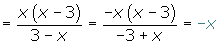 = x(x−3)/3−x = −x(x−3)/−3+x = −x